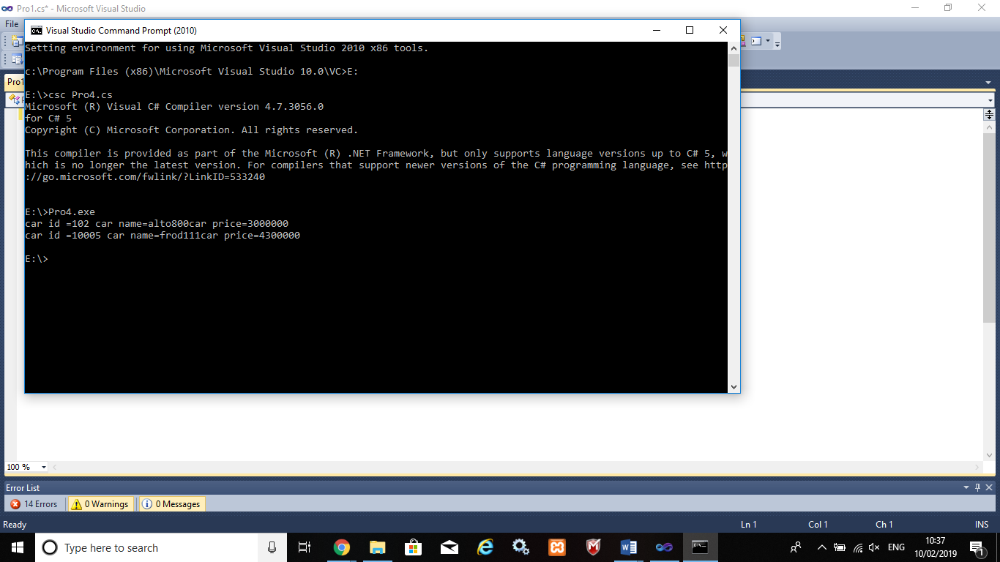 Pro1.cs* - Microsoft Visual Studio
File
Visual Studio Command Prompt (2010)
Setting environment for using Microsoft Visual Studio 2010 x86 tools.
c:\Program Files (x86)\Microsoft Visual Studio 10.0\VC>E:
E:\>csc Pro4.cs
Microsoft (R) Visual C# Compiler version 4.7.3056.0
for C# 5
Copyright (C) Microsoft Corporation. All rights reserved.
This compiler is provided as part of the Microsoft (R) .NET Framework, but only supports language versions up to C# 5, w
hich is no longer the latest version. For compilers that support newer versions of the C# programming language, see http
://go.microsoft.com/fwlink/?LinkID=533240
E:\>Pro4.exe
car id =102 car name=alto800car price=3000000
car id =10005 car name=frod111car price=4300000
E:\>
Pro1
100 %
Error List
14 Errors 0 Warnings 0 Messages
Ready Ln 1 Col 1 Ch 1 INS
Type here to search
ENG
10:37
10/02/2019
1